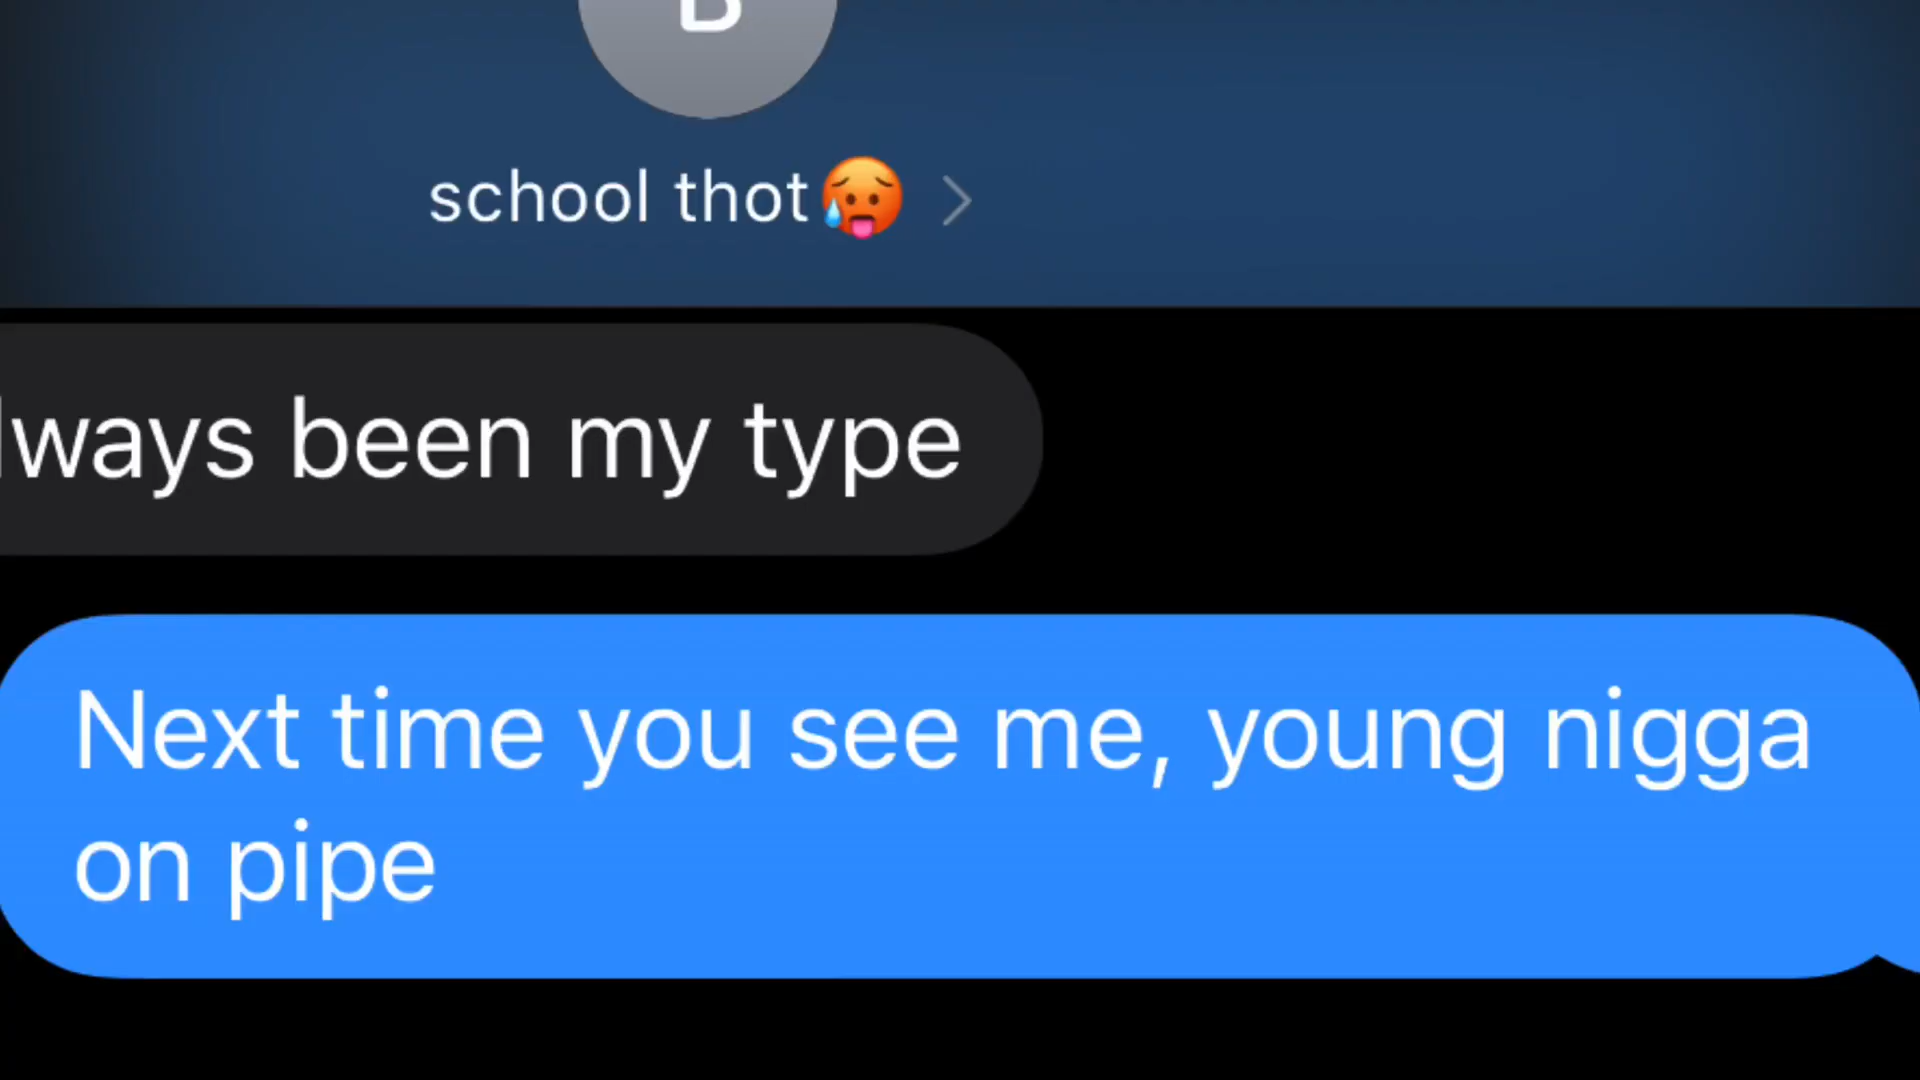 B
school thot🥵
lways been my type
Next time you see me, young nigga
on pipe